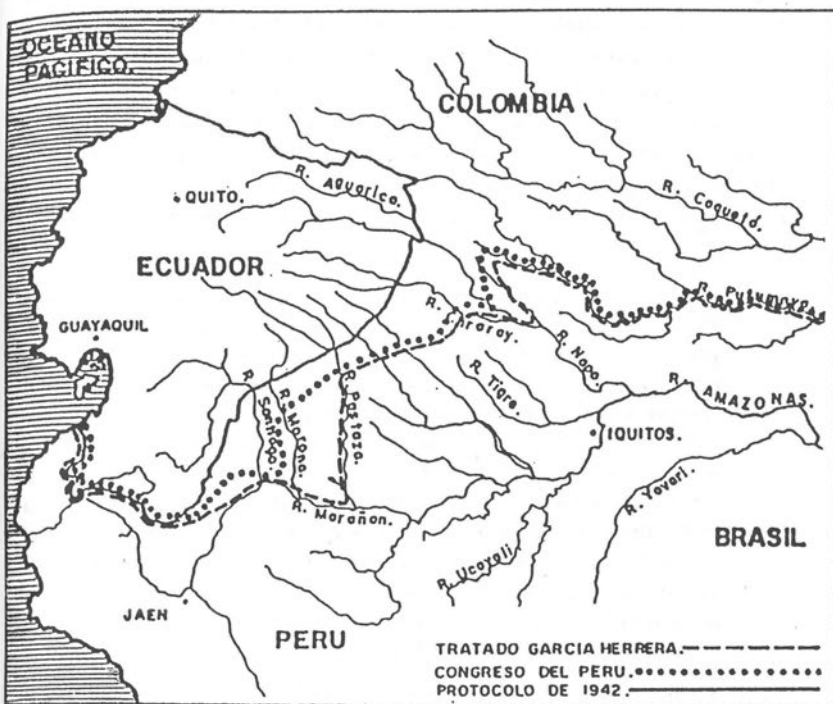 OCEANO
PACIFICO.
COLOMBIA
R. Aguarico.
R. Caquetá.
QUITO.
ECUADOR
R. Putumayo.
GUAYAQUIL
R. Curaray.
R. Napo.
R. Tigre.
R. AMAZONAS.
R. Santiago.
R. Morona.
R. Pastaza.
IQUITOS.
R. Marañon.
R. Yavari.
R. Ucayali
BRASIL
JAEN
PERU
TRATADO GARCIA HERRERA.
CONGRESO DEL PERU.
PROTOCOLO DE 1942.